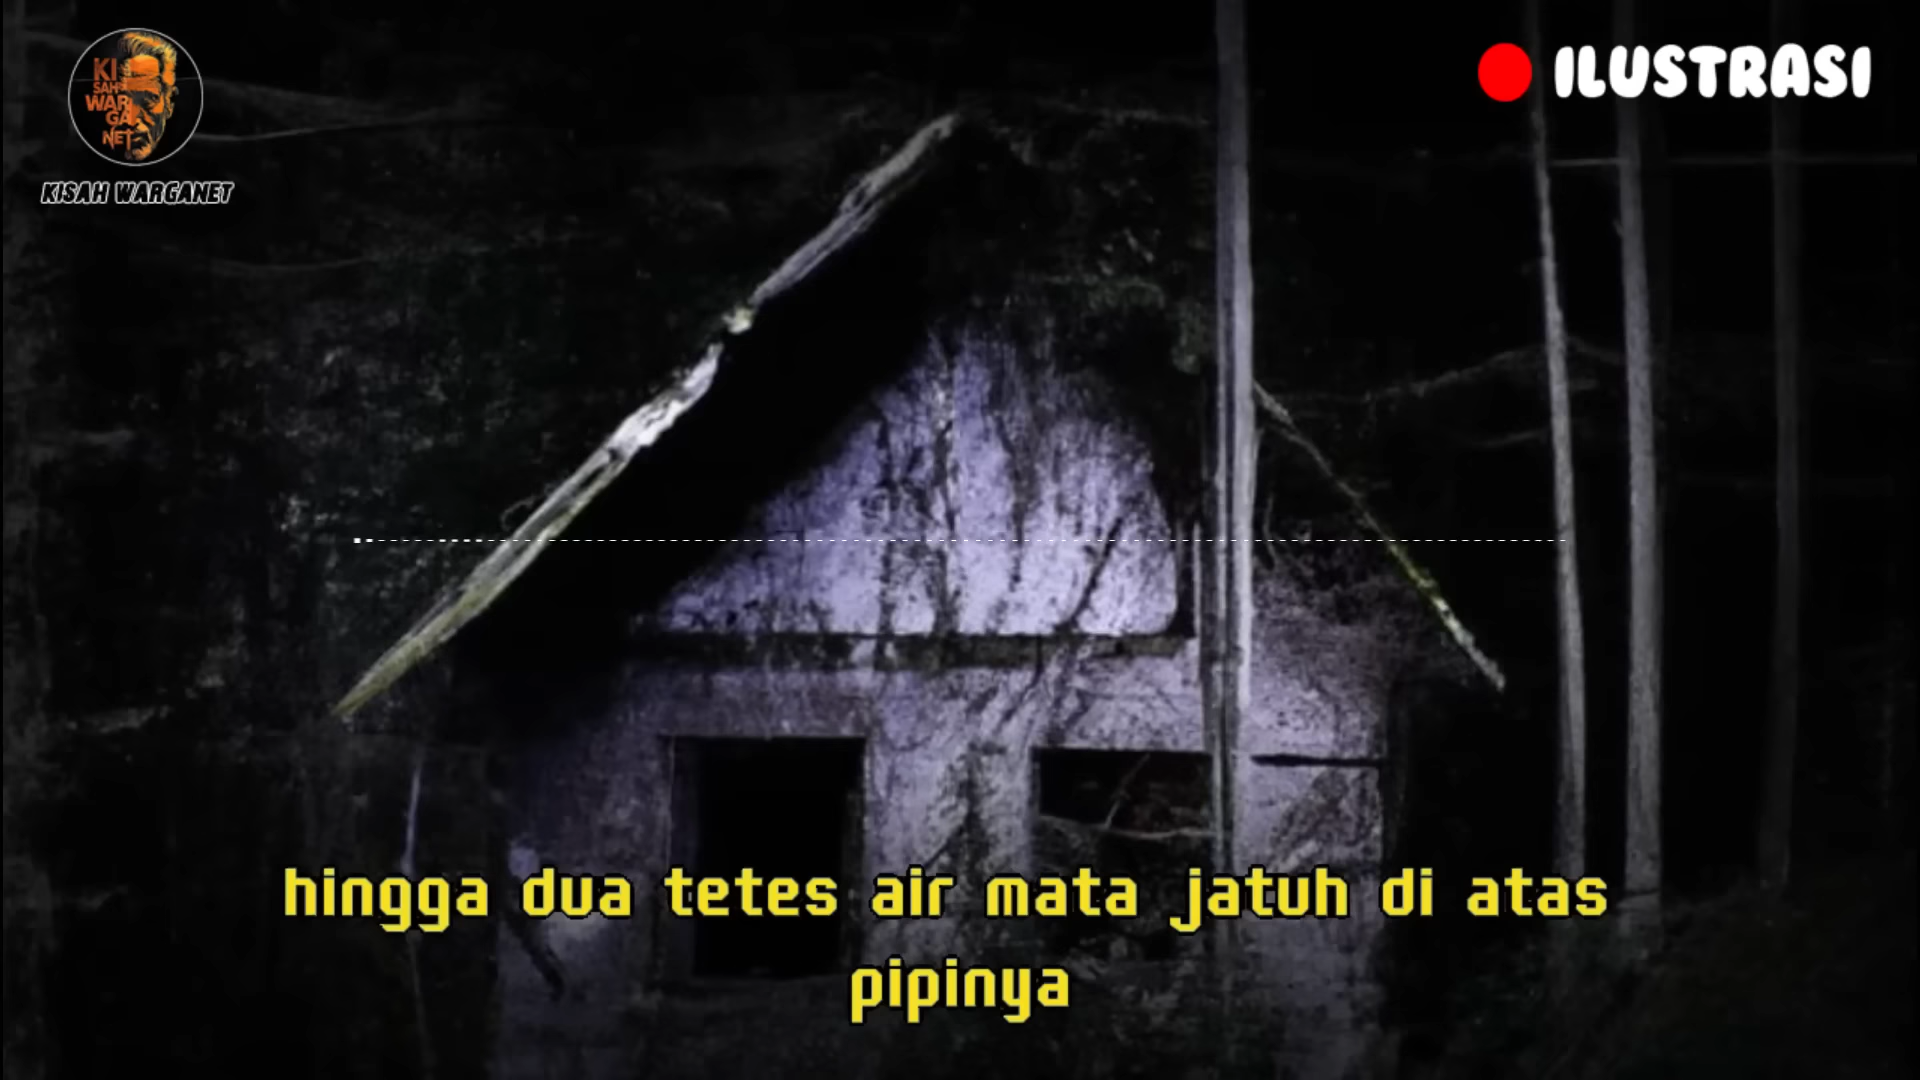 KI
SAH
WAR
GA
NET
KISAH WARGANET
ILUSTRASI
hingga dua tetes air mata jatuh di atas
pipinya